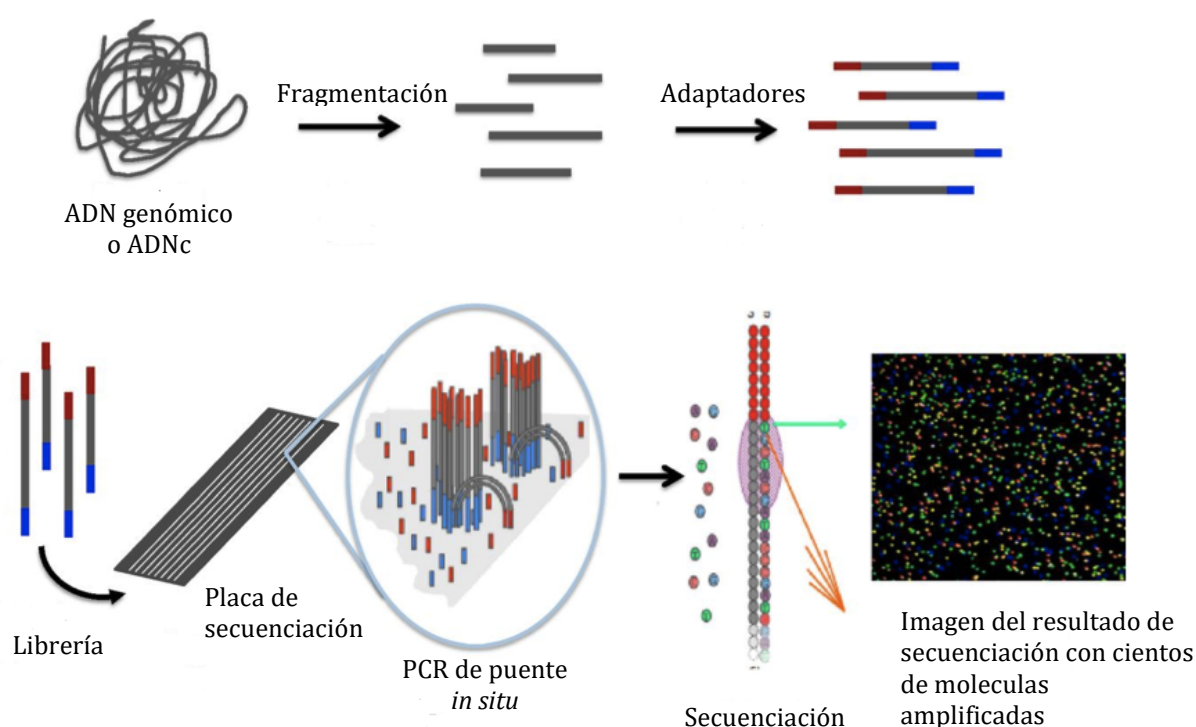 Fragmentación
Adaptadores
ADN genómico
o ADNc
Librería
Placa de
secuenciación
PCR de puente
in situ
Secuenciación
Imagen del resultado de
secuenciación con cientos
de moleculas
amplificadas